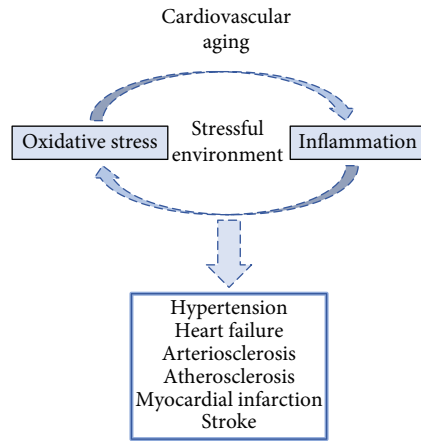 Cardiovascular
aging
Oxidative stress
Stressful
environment
Inflammation
Hypertension
Heart failure
Arteriosclerosis
Atherosclerosis
Myocardial infarction
Stroke